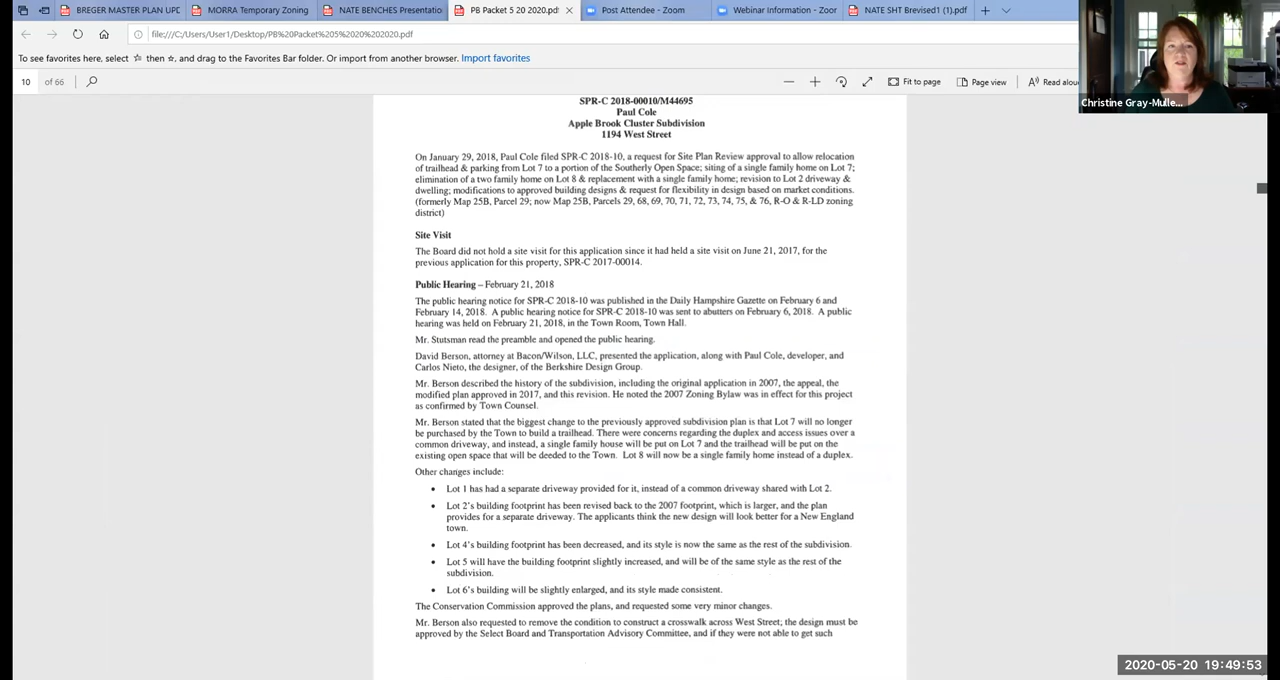 BREGER MASTER PLAN UPD
MORRA Temporary Zoning
NATE BENCHES Presentatio
PB Packet 5 20 2020.pdf
Post Attendee - Zoom
Webinar Information - Zoom
NATE SHT Brevised1 (1).pdf
file:///C:/Users/User1/Desktop/PB%20Packet%205%2020%202020.pdf
To see favorites here, select ☆ then ☆, and drag to the Favorites Bar folder. Or import from another browser. Import favorites
10 of 66
Fit to page
Page view
Read alou
Christine Gray-Mulle...
SPR-C 2018-00010/M44695
Paul Cole
Apple Brook Cluster Subdivision
1194 West Street
On January 29, 2018, Paul Cole filed SPR-C 2018-10, a request for Site Plan Review approval to allow relocation
of trailhead & parking from Lot 7 to a portion of the Southerly Open Space; siting of a single family home on Lot 7;
elimination of a two family home on Lot 8 & replacement with a single family home; revision to Lot 2 driveway &
dwelling; modifications to approved building designs & request for flexibility in design based on market conditions.
(formerly Map 25B, Parcel 29; now Map 25B, Parcels 29, 68, 69, 70, 71, 72, 73, 74, 75, & 76, R-O & R-LD zoning
district)
Site Visit
The Board did not hold a site visit for this application since it had held a site visit on June 21, 2017, for the
previous application for this property, SPR-C 2017-00014.
Public Hearing – February 21, 2018
The public hearing notice for SPR-C 2018-10 was published in the Daily Hampshire Gazette on February 6 and
February 14, 2018. A public hearing notice for SPR-C 2018-10 was sent to abutters on February 6, 2018. A public
hearing was held on February 21, 2018, in the Town Room, Town Hall.
Mr. Stutsman read the preamble and opened the public hearing.
David Berson, attorney at Bacon/Wilson, LLC, presented the application, along with Paul Cole, developer, and
Carlos Nieto, the designer, of the Berkshire Design Group.
Mr. Berson described the history of the subdivision, including the original application in 2007, the appeal, the
modified plan approved in 2017, and this revision. He noted the 2007 Zoning Bylaw was in effect for this project
as confirmed by Town Counsel.
Mr. Berson stated that the biggest change to the previously approved subdivision plan is that Lot 7 will no longer
be purchased by the Town to build a trailhead. There were concerns regarding the duplex and access issues over a
common driveway, and instead, a single family house will be put on Lot 7 and the trailhead will be put on the
existing open space that will be deeded to the Town. Lot 8 will now be a single family home instead of a duplex.
Other changes include:
• Lot 1 has had a separate driveway provided for it, instead of a common driveway shared with Lot 2.
• Lot 2's building footprint has been revised back to the 2007 footprint, which is larger, and the plan
provides for a separate driveway. The applicants think the new design will look better for a New England
town.
• Lot 4's building footprint has been decreased, and its style is now the same as the rest of the subdivision.
• Lot 5 will have the building footprint slightly increased, and will be of the same style as the rest of the
subdivision.
• Lot 6's building will be slightly enlarged, and its style made consistent.
The Conservation Commission approved the plans, and requested some very minor changes.
Mr. Berson also requested to remove the condition to construct a crosswalk across West Street; the design must be
approved by the Select Board and Transportation Advisory Committee, and if they were not able to get such
2020-05-20 19:49:53